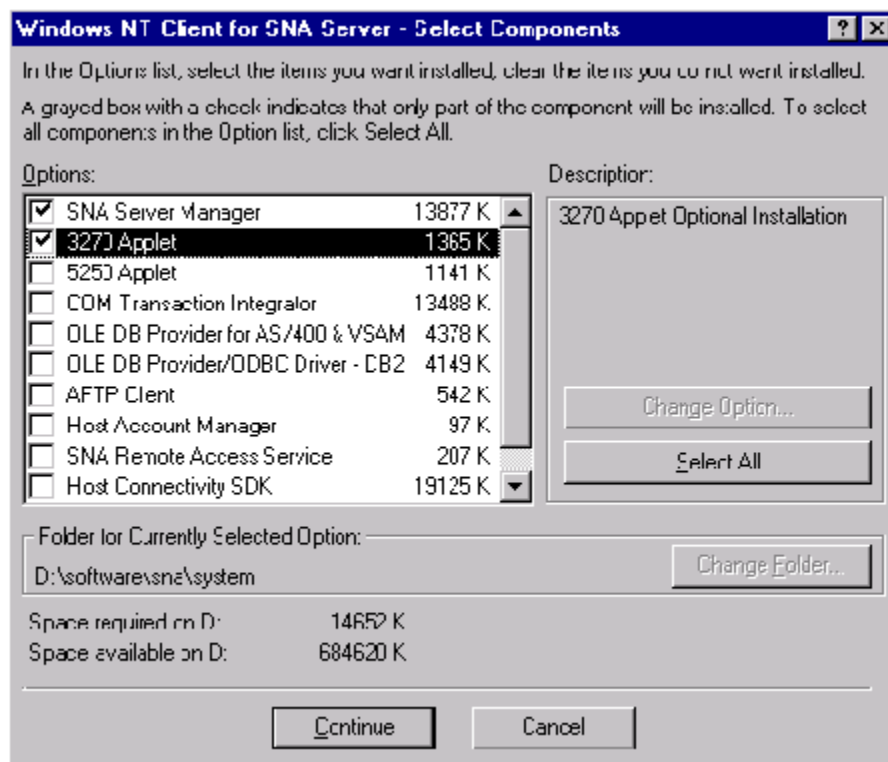 Windows NT Client for SNA Server - Select Components
In the Options list, select the items you want installed, clear the items you do not want installed.
A grayed box with a check indicates that only part of the component will be installed. To select
all components in the Option list, click Select All.
Options:
Description:
SNA Server Manager 13877 K
3270 Applet 1365 K
5250 Applet 1141 K
COM Transaction Integrator 13488 K
OLE DB Provider for AS/400 & VSAM 4378 K
OLE DB Provider/ODBC Driver - DB2 4149 K
AFTP Client 542 K
Host Account Manager 97 K
SNA Remote Access Service 207 K
Host Connectivity SDK 19125 K
3270 Applet Optional Installation
Change Option...
Select All
Folder for Currently Selected Option:
D:\software\sna\system
Change Folder...
Space required on D: 14652 K
Space available on D: 684620 K
Continue
Cancel